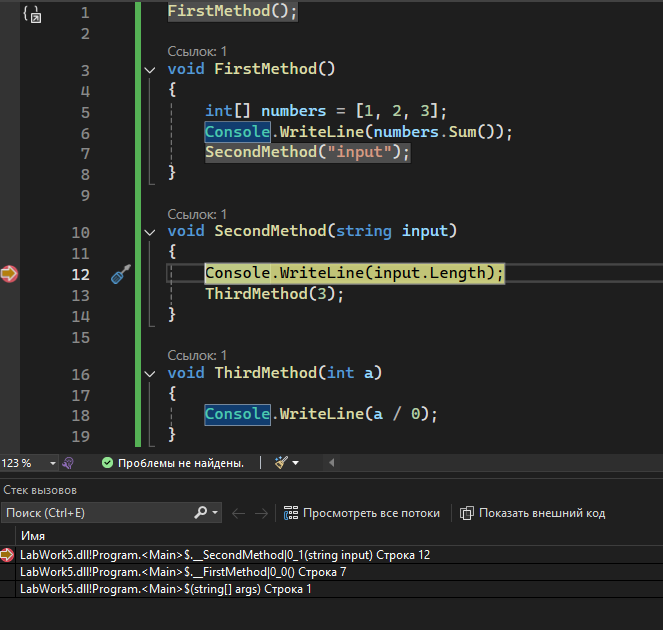 1 FirstMethod();
2
Ссылок: 1
3 void FirstMethod()
4 {
5 int[] numbers = [1, 2, 3];
6 Console.WriteLine(numbers.Sum());
7 SecondMethod("input");
8 }
9
Ссылок: 1
10 void SecondMethod(string input)
11 {
12 Console.WriteLine(input.Length);
13 ThirdMethod(3);
14 }
15
Ссылок: 1
16 void ThirdMethod(int a)
17 {
18 Console.WriteLine(a / 0);
19 }
123 % Проблемы не найдены.
Стек вызовов
Поиск (Ctrl+E) Просмотреть все потоки Показать внешний код
Имя
LabWork5.dll!Program.<Main>$.__SecondMethod|0_1(string input) Строка 12
LabWork5.dll!Program.<Main>$.__FirstMethod|0_0() Строка 7
LabWork5.dll!Program.<Main>$(string[] args) Строка 1